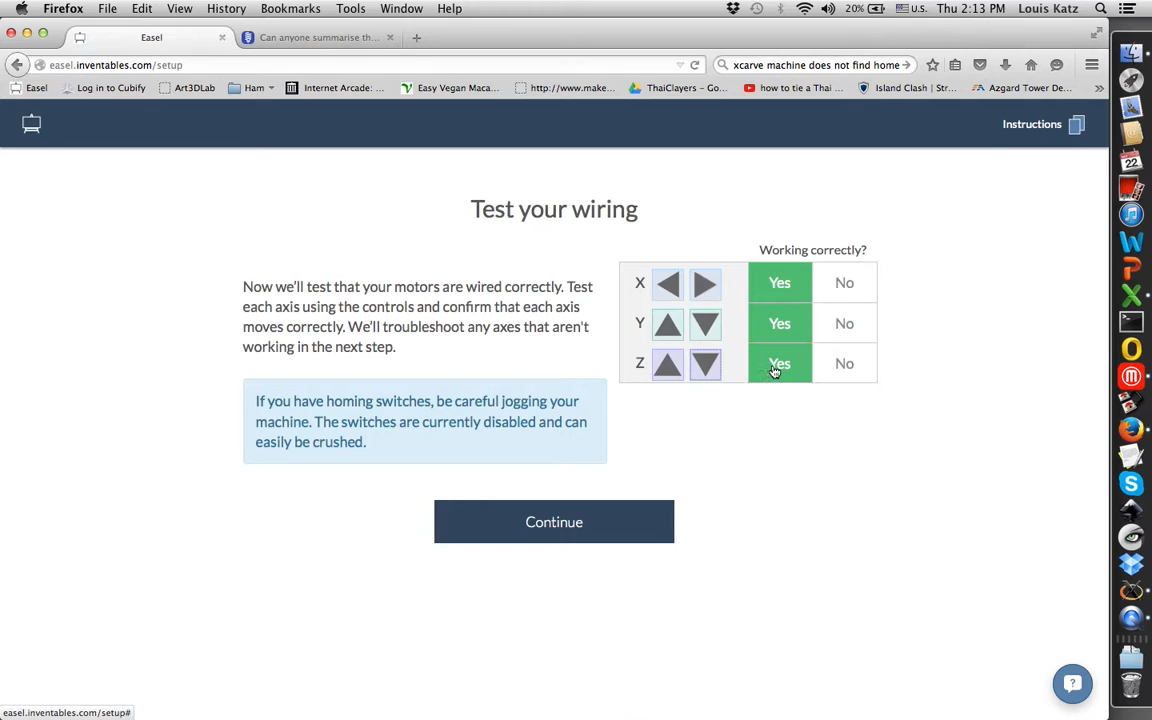 Firefox File Edit View History Bookmarks Tools Window Help 20% U.S. Thu 2:13 PM Louis Katz
Easel Can anyone summarise th...
easel.inventables.com/setup xcarve machine does not find home
Easel Log in to Cubify Art3DLab Ham Internet Arcade: ... Easy Vegan Maca... http://www.make... ThaiClayers - Go... how to tie a Thai ... Island Clash | Str... Azgard Tower De...
Instructions
Test your wiring
Working correctly?
Now we'll test that your motors are wired correctly. Test
each axis using the controls and confirm that each axis
moves correctly. We'll troubleshoot any axes that aren't
working in the next step.
X Yes No
Y Yes No
Z Yes No
If you have homing switches, be careful jogging your
machine. The switches are currently disabled and can
easily be crushed.
Continue
easel.inventables.com/setup#